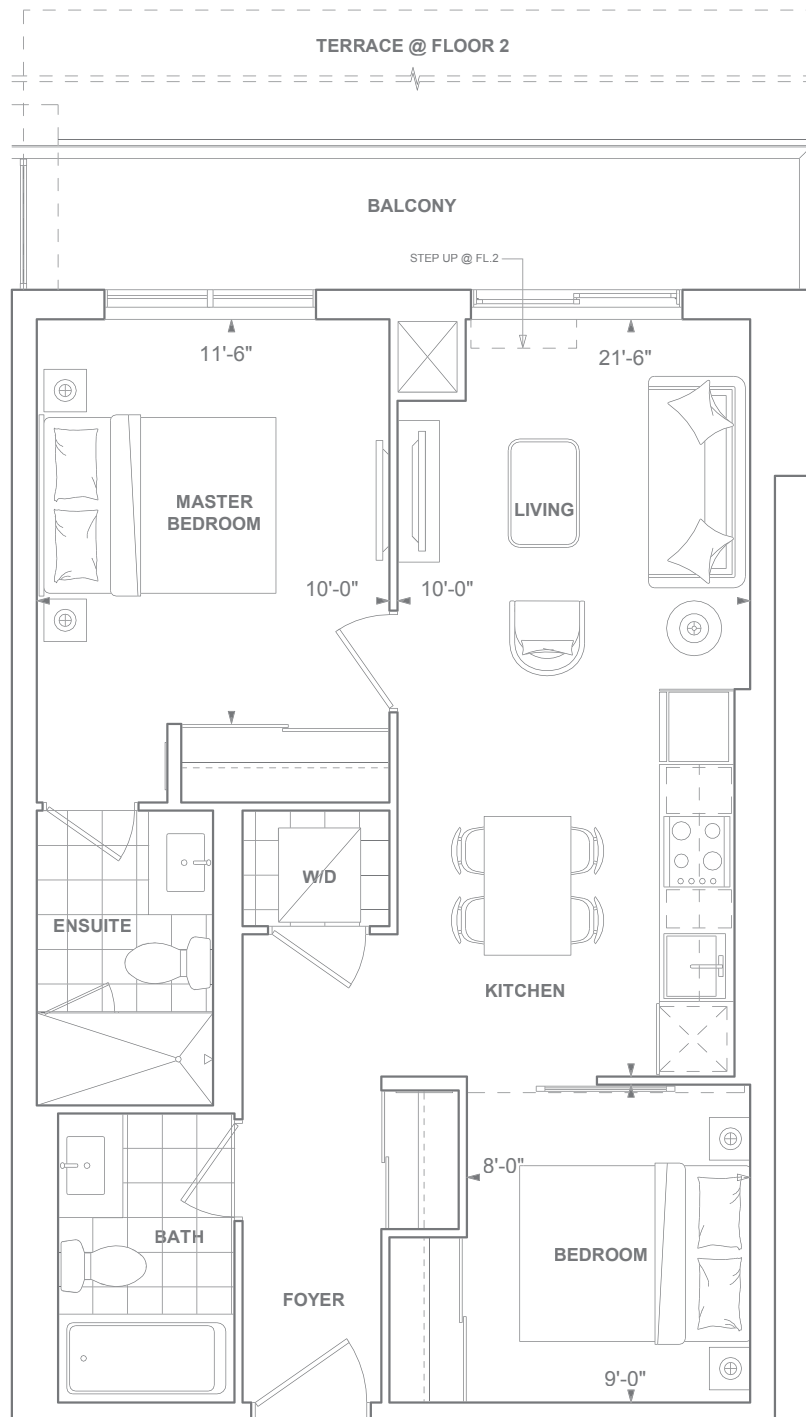 TERRACE @ FLOOR 2
BALCONY
STEP UP @ FL.2
11'-6"
21'-6"
MASTER
BEDROOM
LIVING
10'-0"
10'-0"
W/D
ENSUITE
KITCHEN
8'-0"
BATH
BEDROOM
FOYER
9'-0"